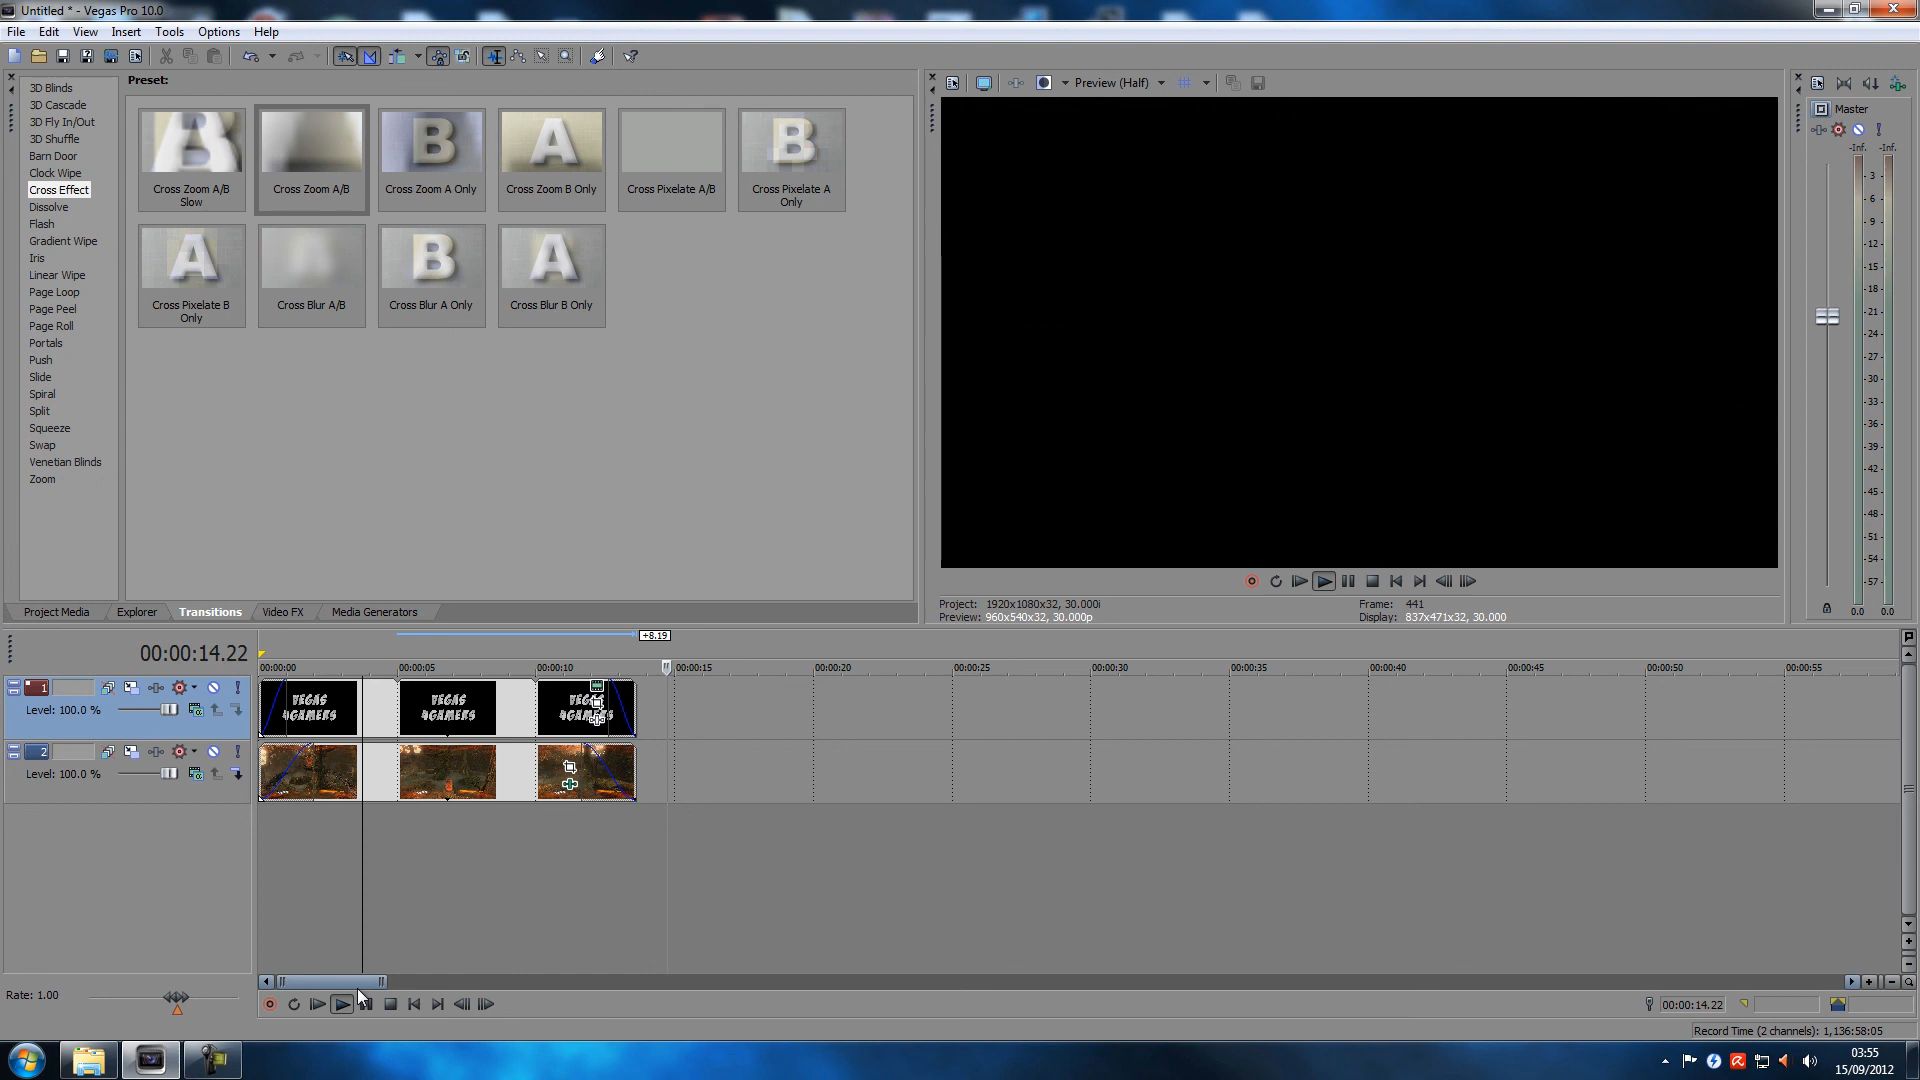 Untitled * - Vegas Pro 10.0
File Edit View Insert Tools Options Help
3D Blinds
3D Cascade
3D Fly In/Out
3D Shuffle
Barn Door
Clock Wipe
Cross Effect
Dissolve
Flash
Gradient Wipe
Iris
Linear Wipe
Page Loop
Page Peel
Page Roll
Portals
Push
Slide
Spiral
Split
Squeeze
Swap
Venetian Blinds
Zoom
Preset:
Cross Zoom A/B Slow
Cross Zoom A/B
Cross Zoom A Only
Cross Zoom B Only
Cross Pixelate A/B
Cross Pixelate A Only
Cross Pixelate B Only
Cross Blur A/B
Cross Blur A Only
Cross Blur B Only
Project Media Explorer Transitions Video FX Media Generators
Preview (Half)
Project: 1920x1080x32, 30.000i
Preview: 960x540x32, 30.000p
Frame: 441
Display: 837x471x32, 30.000
Master
-Inf. -Inf.
- 3 -
- 6 -
- 9 -
- 12 -
- 15 -
- 18 -
- 21 -
- 24 -
- 27 -
- 30 -
- 33 -
- 36 -
- 39 -
- 42 -
- 45 -
- 48 -
- 51 -
- 54 -
- 57 -
0.0 0.0
00:00:14.22
+8.19
00:00:00 00:00:05 00:00:10 00:00:15 00:00:20 00:00:25 00:00:30 00:00:35 00:00:40 00:00:45 00:00:50 00:00:55
1
Level: 100.0 %
VEGAS 4GAMERS
VEGAS 4GAMERS
VEGAS 4GAMERS
2
Level: 100.0 %
Rate: 1.00
00:00:14.22
Record Time (2 channels): 1,136:58:05
03:55
15/09/2012